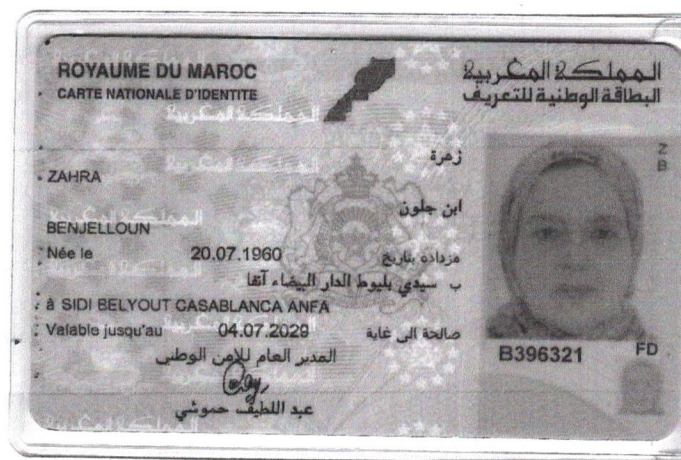 ROYAUME DU MAROC
المملكة المغربية
CARTE NATIONALE D'IDENTITE
البطاقة الوطنية للتعريف
زهرة
ZAHRA
ابن جلون
BENJELLOUN
Née le 20.07.1960 مزدادة بتاريخ
ب سيدي بليوط الدار البيضاء آنفا
à SIDI BELYOUT CASABLANCA ANFA
Valable jusqu'au 04.07.2029 صالحة الى غاية
المدير العام للأمن الوطني
عبد اللطيف حموشي
Z
B
B396321
FD